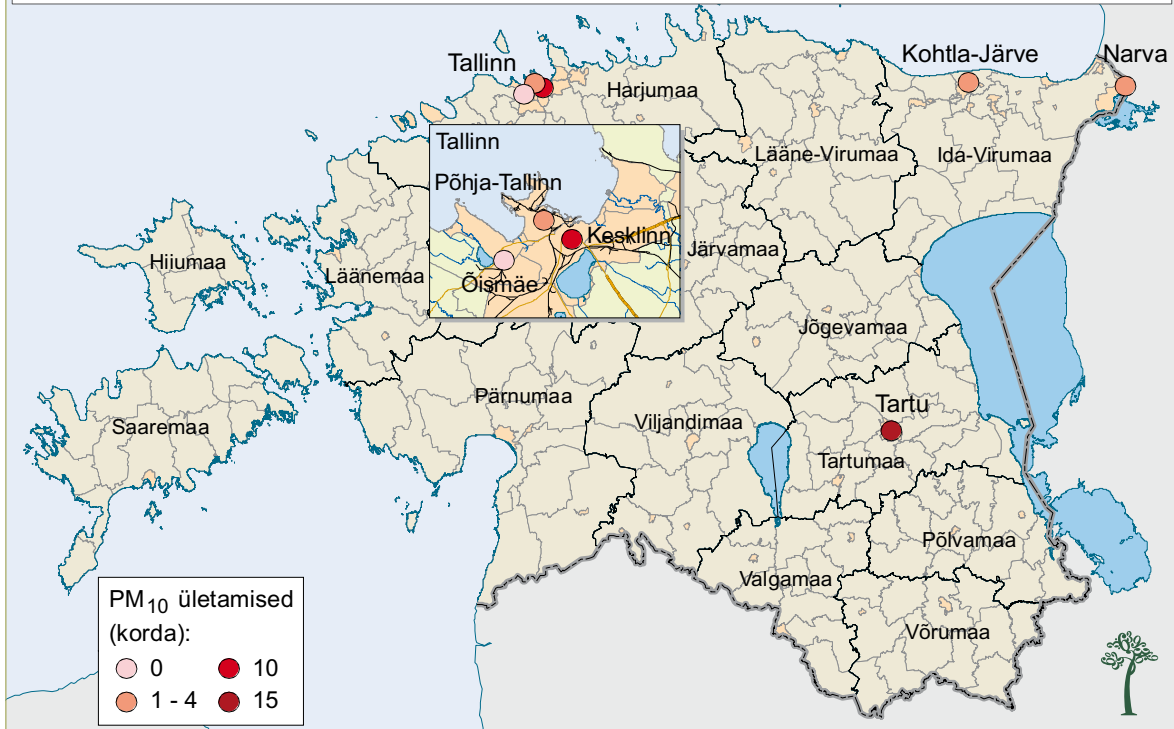 Tallinn
Kohtla-Järve
Narva
Harjumaa
Tallinn
Põhja-Tallinn
Kesklinn
Õismäe
Lääne-Virumaa
Ida-Virumaa
Hiiumaa
Läänemaa
Järvamaa
Jõgevamaa
Pärnumaa
Viljandimaa
Tartu
Saaremaa
Tartumaa
Põlvamaa
Valgamaa
Võrumaa
PM10 ületamised
(korda):
0 10
1 - 4 15